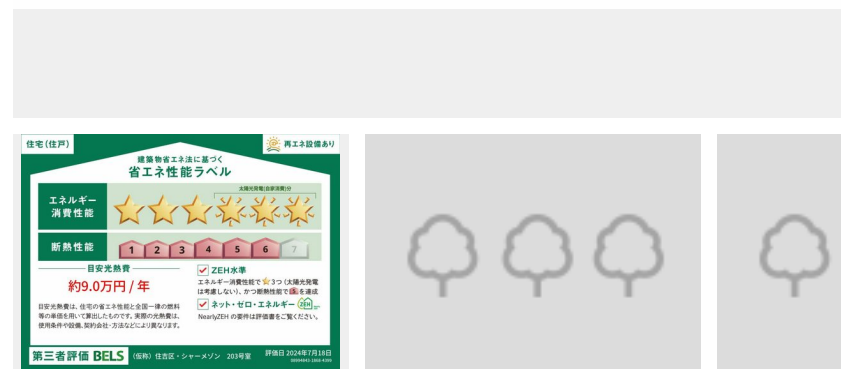 住宅(住戸)
再エネ設備あり
建築物省エネ法に基づく
省エネ性能ラベル
太陽光発電(自家消費)分
エネルギー
消費性能
断熱性能
1 2 3 4 5 6 7
目安光熱費
約9.0万円 / 年
目安光熱費は、住宅の省エネ性能と全国一律の燃料
等の単価を用いて算出したものです。実際の光熱費は、
使用条件や設備、契約会社・方法などにより異なります。
ZEH水準
エネルギー消費性能で 3つ (太陽光発電
は考慮しない)、かつ断熱性能で 5 を達成
ネット・ゼロ・エネルギー ZEH
NearlyZEH の要件は評価書をご覧ください。
第三者評価 BELS
(仮称) 住吉区・シャーメゾン 203号室
評価日 2024年7月18日